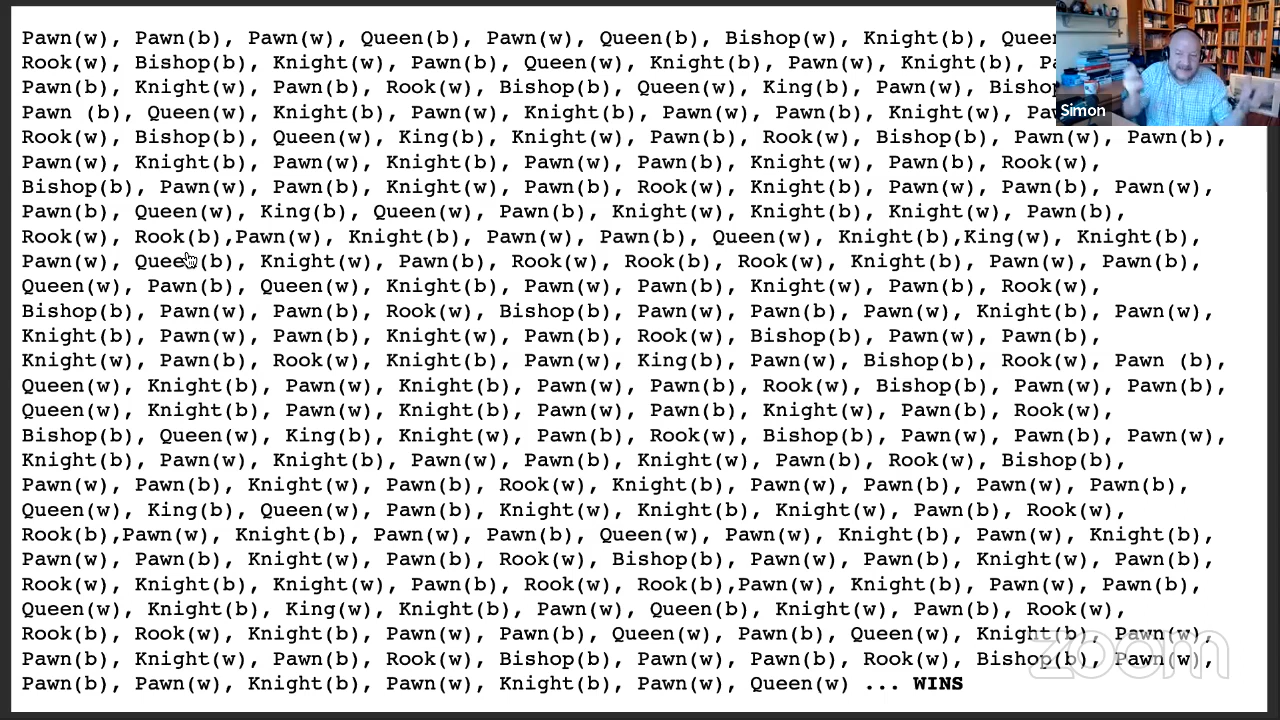 Pawn(w), Pawn(b), Pawn(w), Queen(b), Pawn(w), Queen(b), Bishop(w), Knight(b),
Rook(w), Bishop(b), Knight(w), Pawn(b), Queen(w), Knight(b), Pawn(w), Knight(b),
Pawn(b), Knight(w), Pawn(b), Rook(w), Bishop(b), Queen(w), King(b), Pawn(w),
Pawn (b), Queen(w), Knight(b) Pawn(w), Knight(b), Pawn(w), Pawn(b), Knight(w),
Simon
Rook(w), Bishop(b), Queen(w), King(b), Knight(w), Pawn(b), Rook(w), Bishop(b), Pawn(w), Pawn(b),
Pawn(w), Knight(b), Pawn(w), Knight(b), Pawn(w), Pawn(b), Knight(w), Pawn(b), Rook(w),
Bishop(b), Pawn(w), Pawn(b), Knight(w), Pawn(b), Rook(w), Knight(b), Pawn(w), Pawn(b), Pawn(w),
Pawn(b), Queen(w), King(b), Queen(w), Pawn(b), Knight(w), Knight(b), Knight(w), Pawn(b),
Rook(w), Rook(b),Pawn(w), Knight(b), Pawn(w), Pawn(b), Queen(w), Knight(b),King(w), Knight(b),
Pawn(w), Queen(b), Knight(w), Pawn(b), Rook(w), Rook(b), Rook(w), Knight(b), Pawn(w), Pawn(b),
Queen(w), Pawn(b), Queen(w), Knight(b), Pawn(w), Pawn(b), Knight(w), Pawn(b), Rook(w),
Bishop(b), Pawn(w), Pawn(b), Rook(w), Bishop(b), Pawn(w), Pawn(b), Pawn(w), Knight(b), Pawn(w),
Knight(b), Pawn(w), Pawn(b), Knight(w), Pawn(b), Rook(w), Bishop(b), Pawn(w), Pawn(b),
Knight(w), Pawn(b), Rook(w), Knight(b), Pawn(w), King(b), Pawn(w), Bishop(b), Rook(w), Pawn (b),
Queen(w), Knight(b), Pawn(w), Knight(b), Pawn(w), Pawn(b), Rook(w), Bishop(b), Pawn(w), Pawn(b),
Queen(w), Knight(b), Pawn(w), Knight(b), Pawn(w), Pawn(b), Knight(w), Pawn(b), Rook(w),
Bishop(b), Queen(w), King(b), Knight(w), Pawn(b), Rook(w), Bishop(b), Pawn(w), Pawn(b), Pawn(w),
Knight(b), Pawn(w), Knight(b), Pawn(w), Pawn(b), Knight(w), Pawn(b), Rook(w), Bishop(b),
Pawn(w), Pawn(b), Knight(w), Pawn(b), Rook(w), Knight(b), Pawn(w), Pawn(b), Pawn(w), Pawn(b),
Queen(w), King(b), Queen(w), Pawn(b), Knight(w), Knight(b), Knight(w), Pawn(b), Rook(w),
Rook(b),Pawn(w), Knight(b), Pawn(w), Pawn(b), Queen(w), Pawn(w), Knight(b), Pawn(w), Knight(b),
Pawn(w), Pawn(b), Knight(w), Pawn(b), Rook(w), Bishop(b), Pawn(w), Pawn(b), Knight(w), Pawn(b),
Rook(w), Knight(b), Knight(w), Pawn(b), Rook(w), Rook(b),Pawn(w), Knight(b), Pawn(w), Pawn(b),
Queen(w), Knight(b), King(w), Knight(b), Pawn(w), Queen(b), Knight(w), Pawn(b), Rook(w),
Rook(b), Rook(w), Knight(b), Pawn(w), Pawn(b), Queen(w), Pawn(b), Queen(w), Knight(b), Pawn(w),
Pawn(b), Knight(w), Pawn(b), Rook(w), Bishop(b), Pawn(w), Pawn(b), Rook(w), Bishop(b), Pawn(w),
Pawn(b), Pawn(w), Knight(b), Pawn(w), Knight(b), Pawn(w), Queen(w) ... WINS
zoom